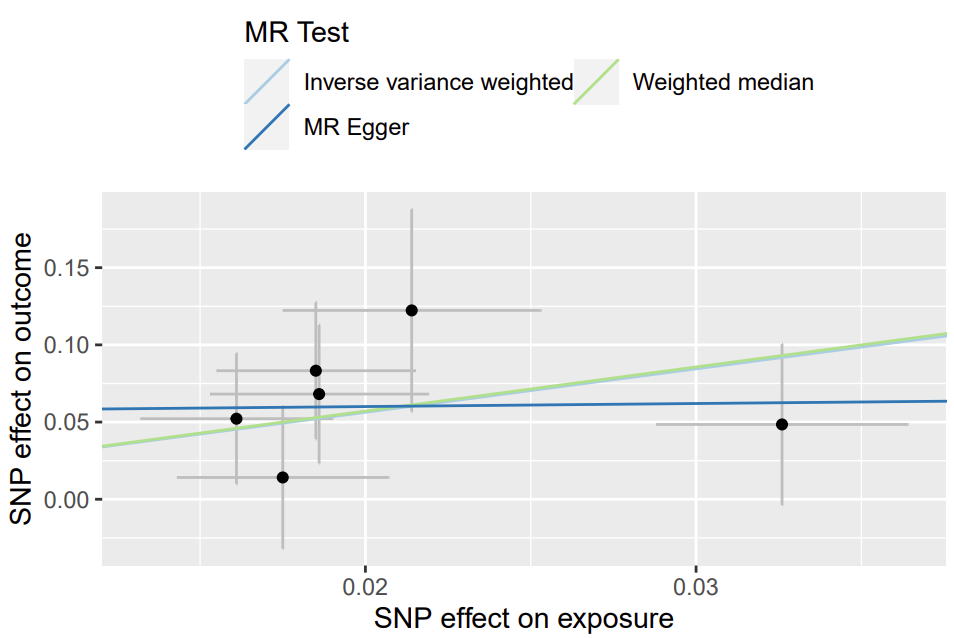 MR Test
Inverse variance weighted Weighted median
MR Egger
SNP effect on outcome
0.15
0.10
0.05
0.00
0.02 0.03
SNP effect on exposure